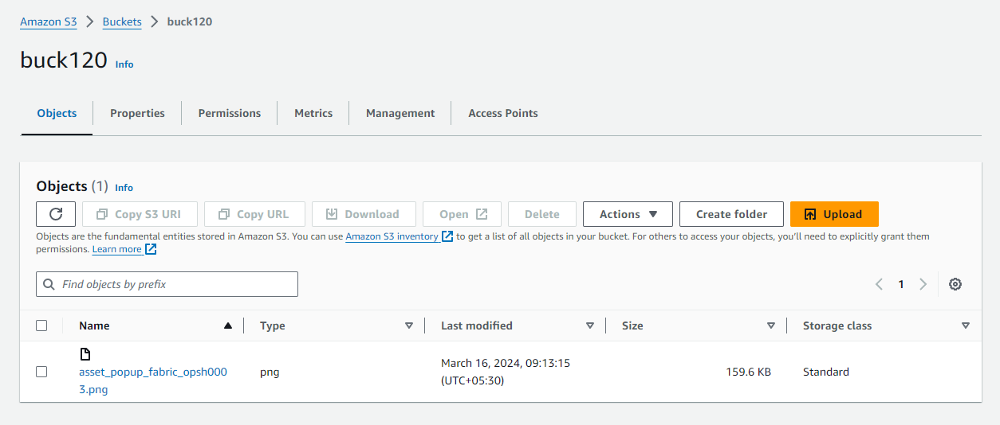 Amazon S3 > Buckets > buck120
buck120 Info
Objects Properties Permissions Metrics Management Access Points
Objects (1) Info
Copy S3 URI Copy URL Download Open Delete Actions Create folder Upload
Objects are the fundamental entities stored in Amazon S3. You can use Amazon S3 inventory to get a list of all objects in your bucket. For others to access your objects, you'll need to explicitly grant them
permissions. Learn more
Find objects by prefix 1
Name Type Last modified Size Storage class
asset_popup_fabric_opsh000
3.png
png
March 16, 2024, 09:13:15
(UTC+05:30)
159.6 KB
Standard